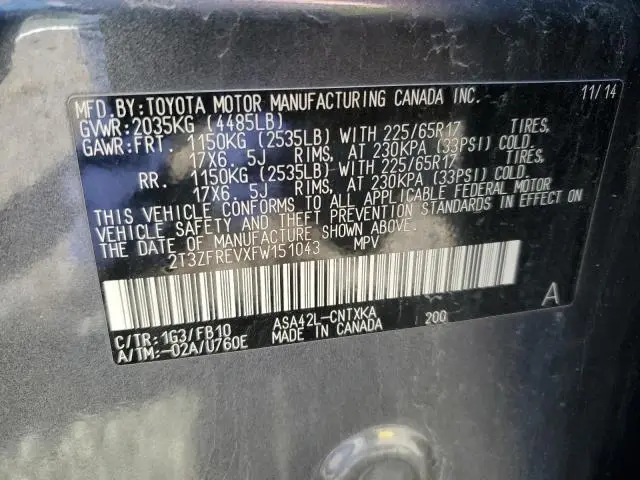 MFD. BY: TOYOTA MOTOR MANUFACTURING CANADA INC. 11/14
GVWR: 2035KG (4485LB)
GAWR: FRT. 1150KG (2535LB) WITH 225/65R17 TIRES,
17X6. 5J RIMS, AT 230KPA (33PSI) COLD.
RR. 1150KG (2535LB) WITH 225/65R17 TIRES,
17X6. 5J RIMS, AT 230KPA (33PSI) COLD.
THIS VEHICLE CONFORMS TO ALL APPLICABLE FEDERAL MOTOR
VEHICLE SAFETY AND THEFT PREVENTION STANDARDS IN EFFECT ON
THE DATE OF MANUFACTURE SHOWN ABOVE.
2T3ZFREVXFW151043 MPV
A
C/TR: 1G3/FB10 ASA42L-CNTXKA 200
A/TM: -02A/U760E MADE IN CANADA